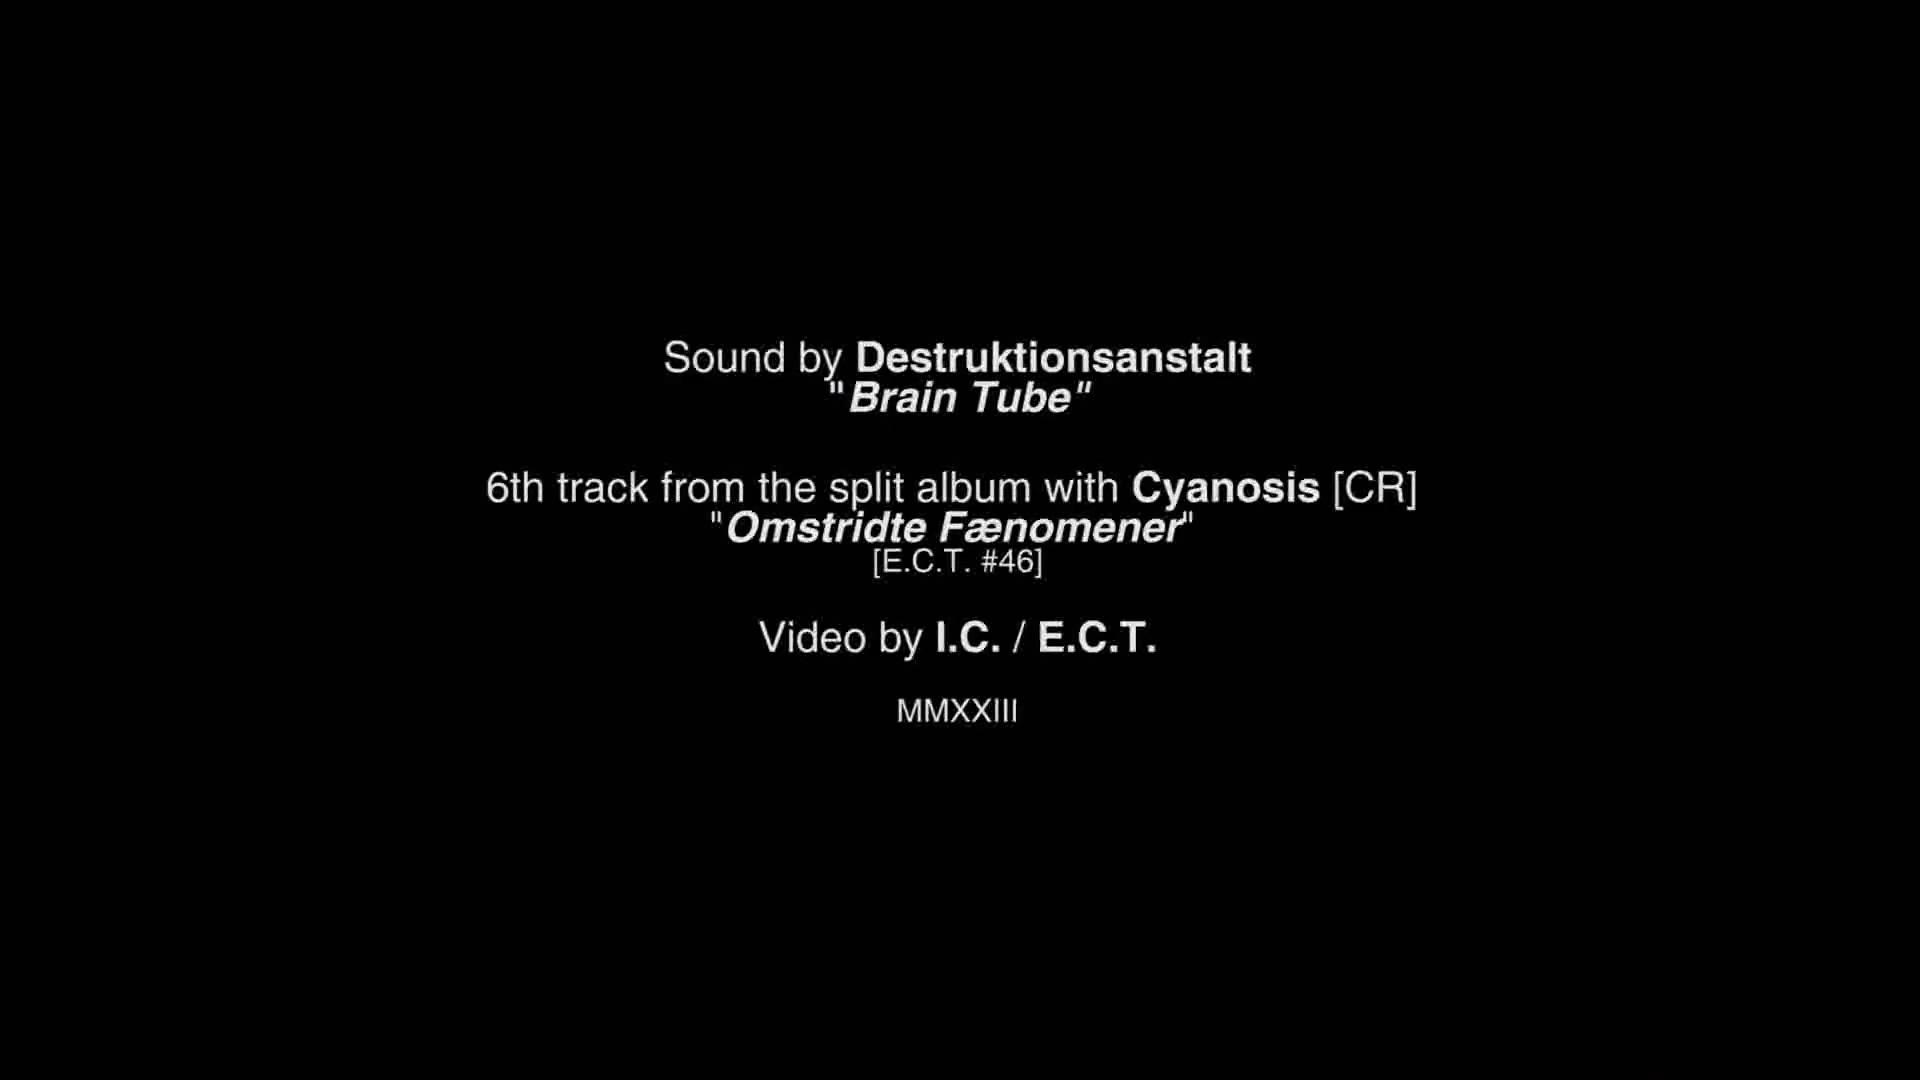 Sound by Destruktionsanstalt
"Brain Tube"
6th track from the split album with Cyanosis [CR]
"Omstridte Fænomener"
[E.C.T. #46]
Video by I.C. / E.C.T.
MMXXIII